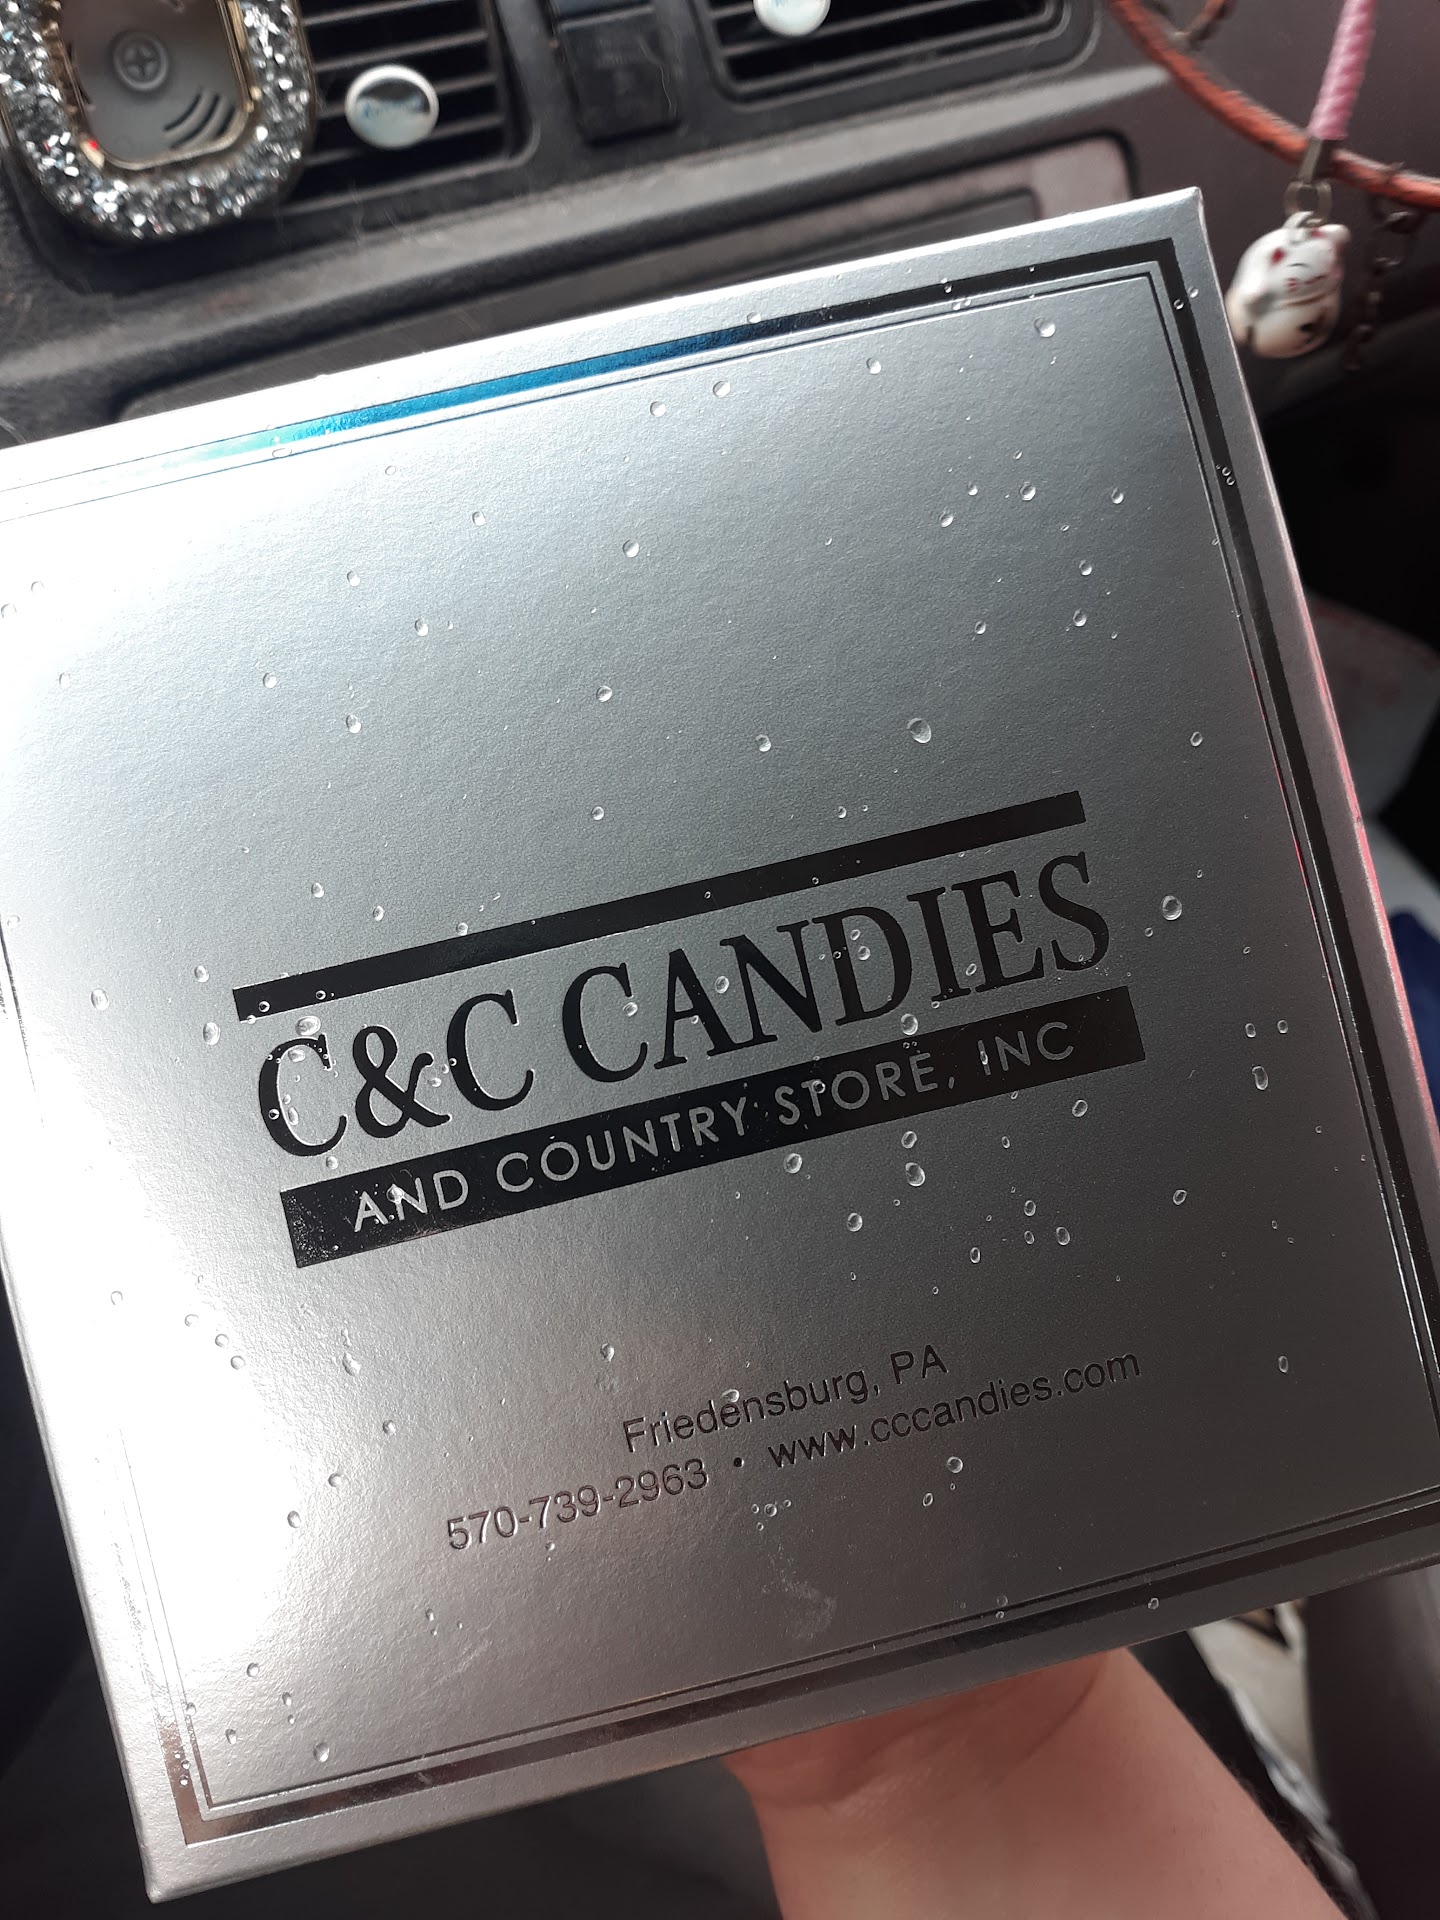 C&C CANDIES
AND COUNTRY STORE, INC
Friedensburg, PA
570-739-2963 • www.cccandies.com